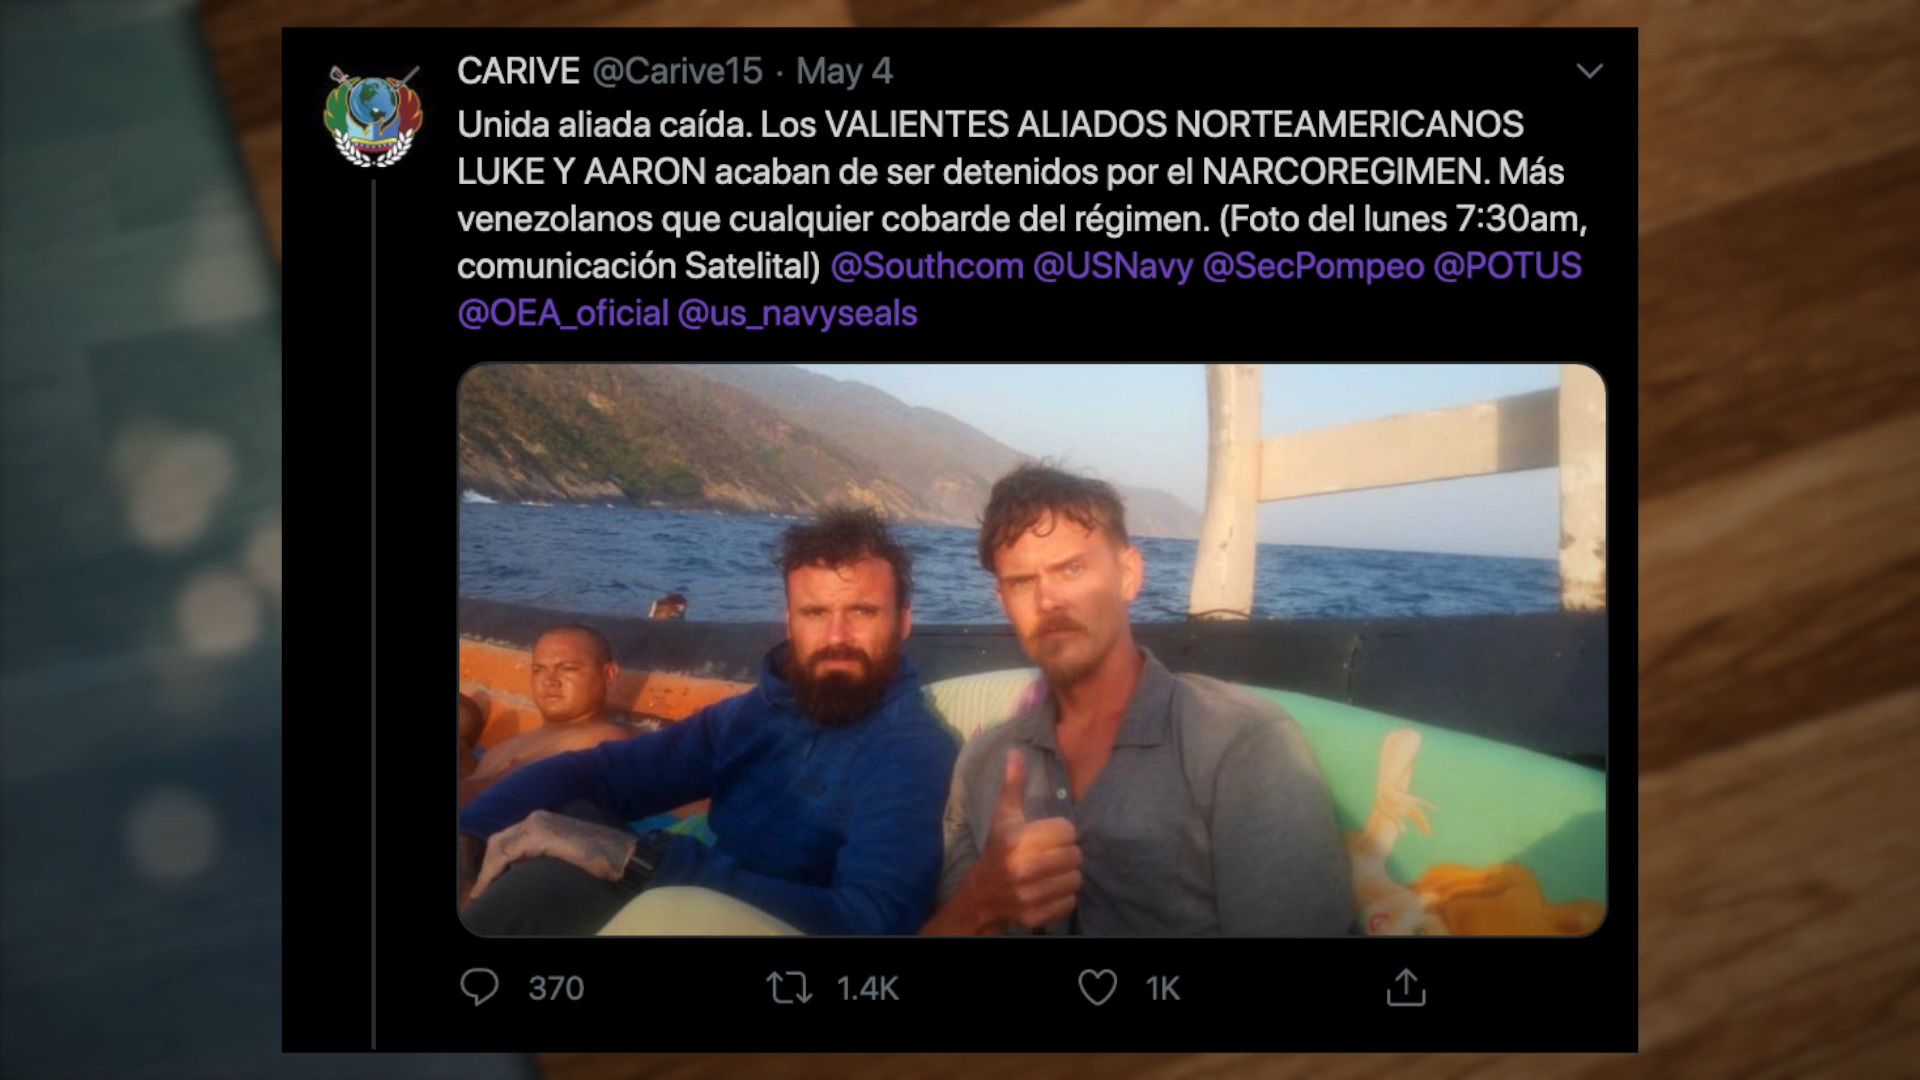 CARIVE @Carive15 · May 4
Unida aliada caída. Los VALIENTES ALIADOS NORTEAMERICANOS
LUKE Y AARON acaban de ser detenidos por el NARCOREGIMEN. Más
venezolanos que cualquier cobarde del régimen. (Foto del lunes 7:30am,
comunicación Satelital) @Southcom @USNavy @SecPompeo @POTUS
@OEA_oficial @us_navyseals
370 1.4K 1K